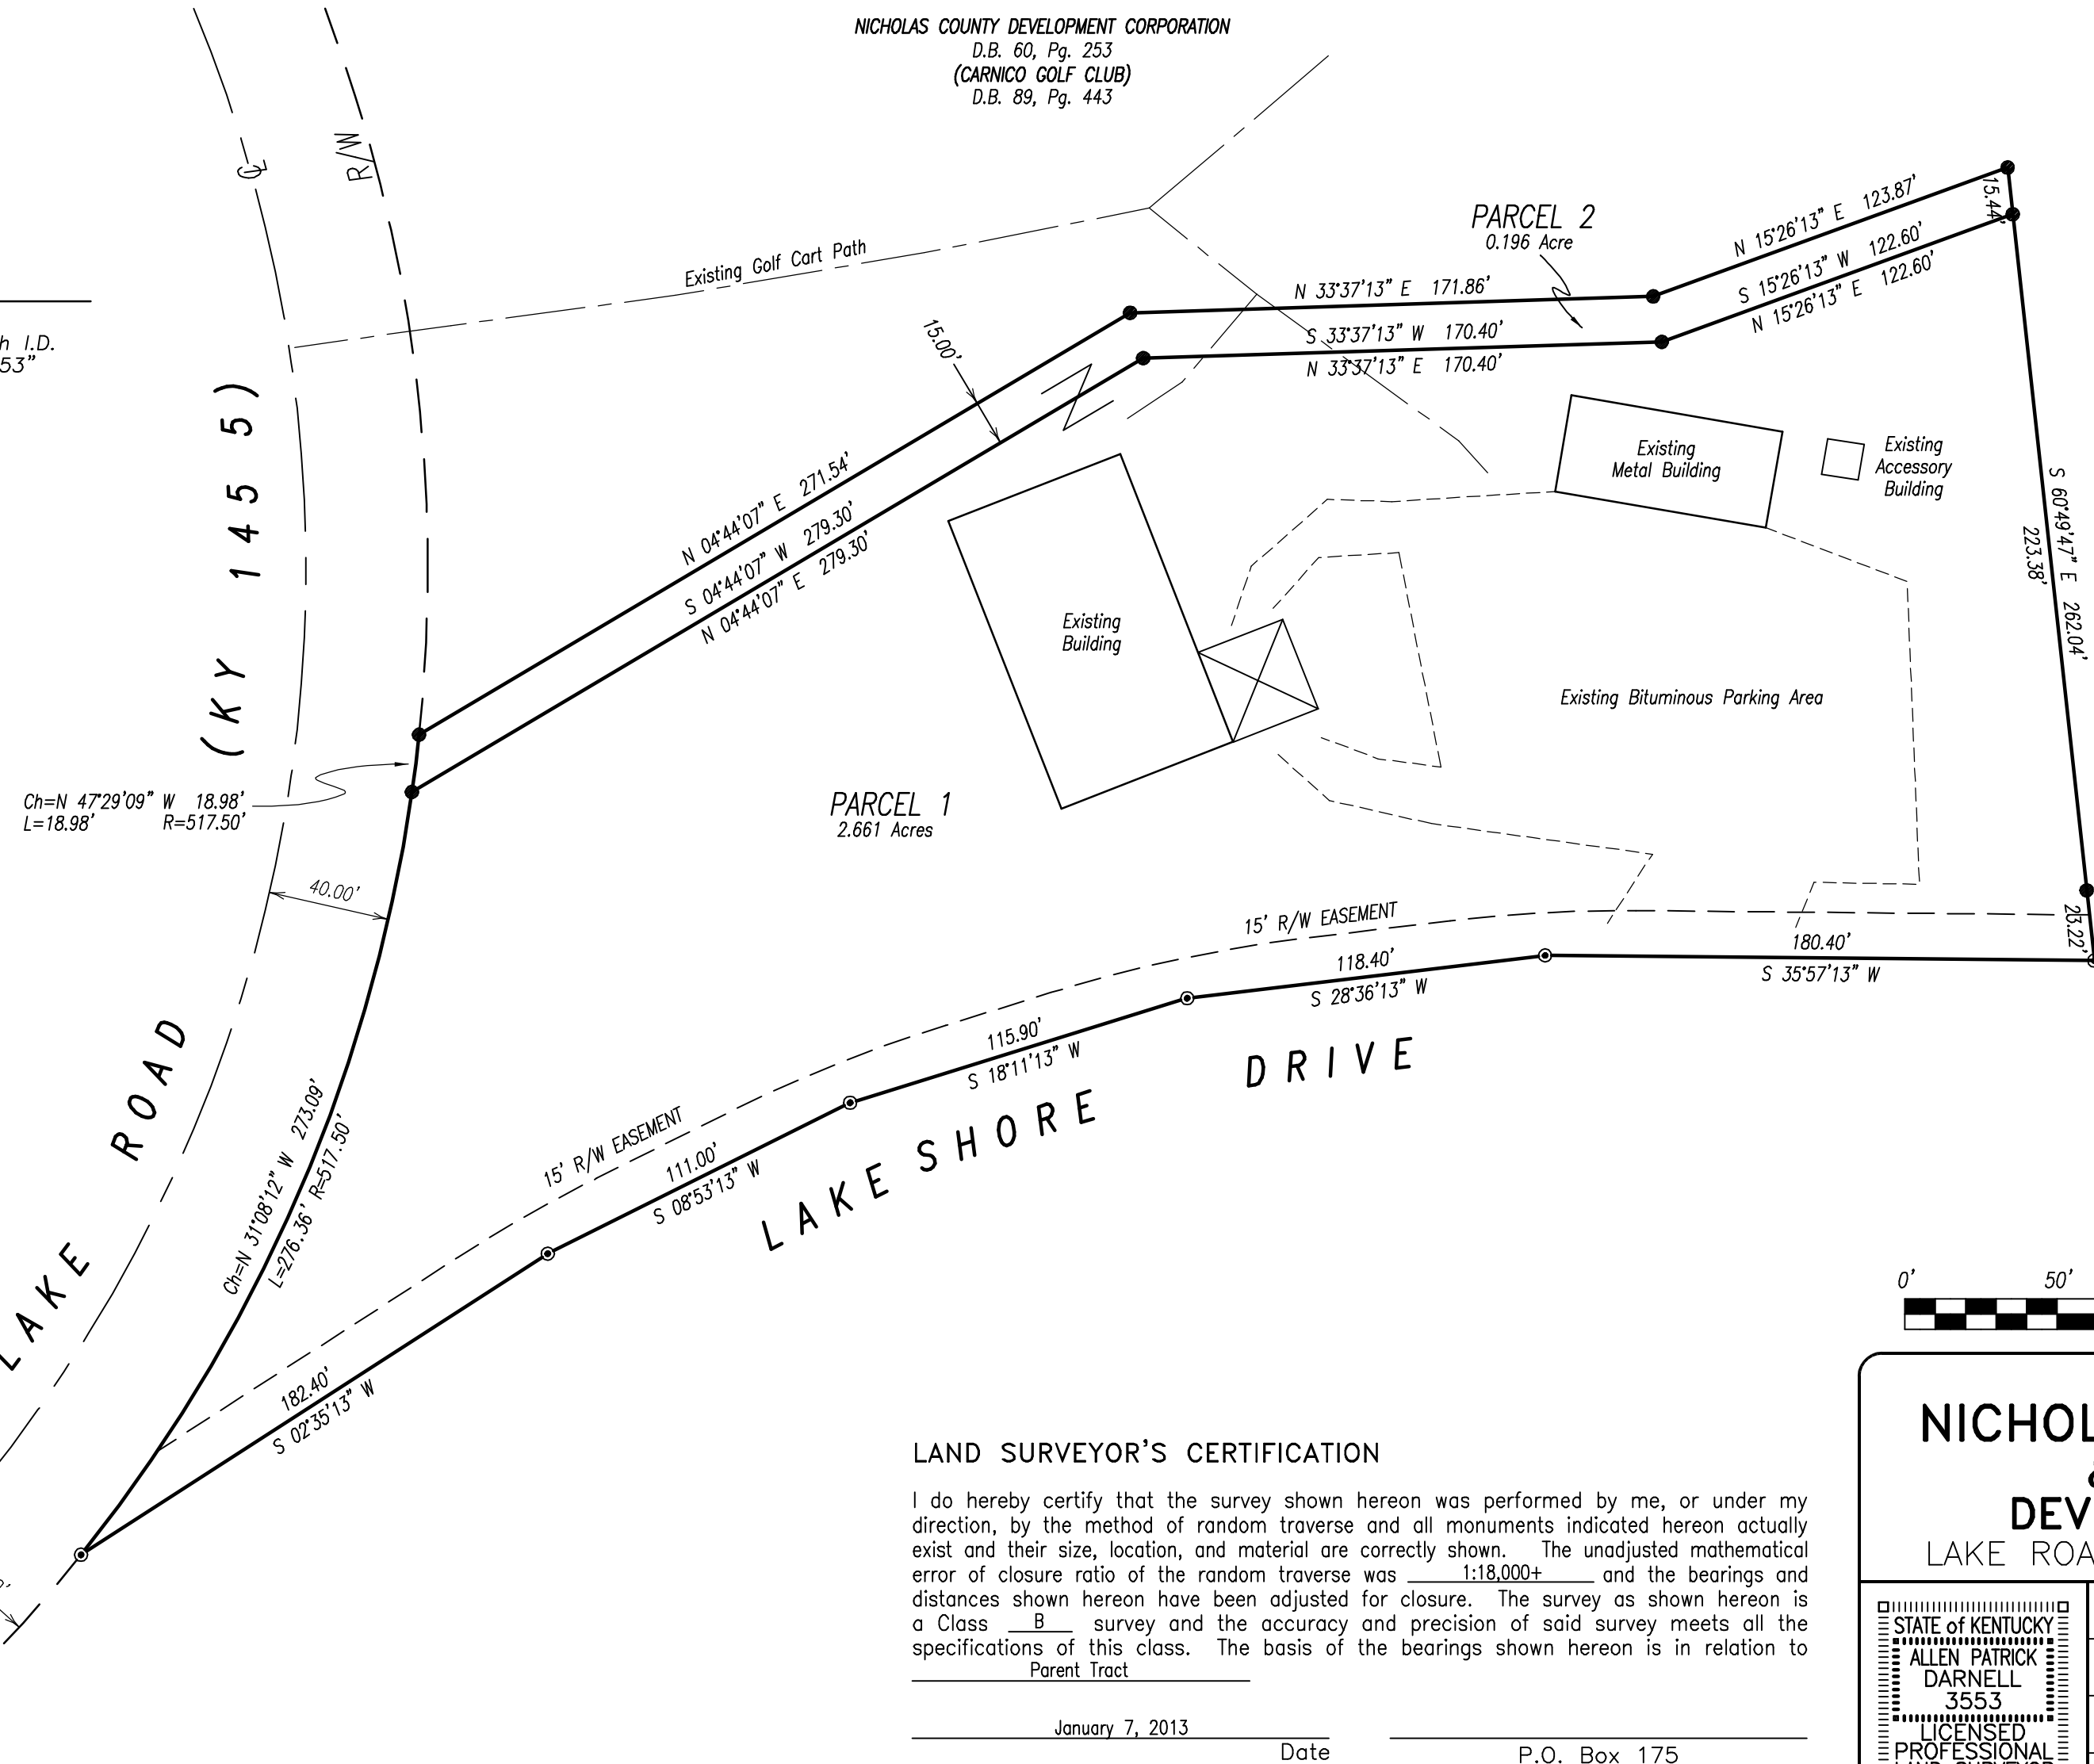 NICHOLAS COUNTY DEVELOPMENT CORPORATION
D.B. 60, Pg. 253
(CARNICO GOLF CLUB)
D.B. 89, Pg. 443
℄
R/W
h I.D.
53”
Existing Golf Cart Path
PARCEL 2
0.196 Acre
N 15°26'13” E 123.87'
15.44'
S 15°26'13” W 122.60'
N 15°26'13” E 122.60'
N 33°37'13” E 171.86'
S 33°37'13” W 170.40'
N 33°37'13” E 170.40'
15.00'
N 04°44'07” E 271.54'
S 04°44'07” W 279.30'
N 04°44'07” E 279.30'
Existing
Metal Building
Existing
Accessory
Building
S 60°49'47” E 262.04'
223.38'
23.22'
Existing
Building
Existing Bituminous Parking Area
(KY 1455)
Ch=N 47°29'09” W 18.98'
L=18.98' R=517.50'
PARCEL 1
2.661 Acres
40.00'
15' R/W EASEMENT
180.40'
S 35°57'13” W
118.40'
S 28°36'13” W
115.90'
S 18°11'13” W
15' R/W EASEMENT
111.00'
S 08°53'13” W
182.40'
S 02°35'13” W
LAKE SHORE DRIVE
LAKE ROAD
Ch=N 31°08'12” W 273.09'
L=276.36' R=517.50'
0' 50'
LAND SURVEYOR'S CERTIFICATION
I do hereby certify that the survey shown hereon was performed by me, or under my
direction, by the method of random traverse and all monuments indicated hereon actually
exist and their size, location, and material are correctly shown. The unadjusted mathematical
error of closure ratio of the random traverse was 1:18,000+ and the bearings and
distances shown hereon have been adjusted for closure. The survey as shown hereon is
a Class B survey and the accuracy and precision of said survey meets all the
specifications of this class. The basis of the bearings shown hereon is in relation to
Parent Tract
January 7, 2013
Date
P.O. Box 175
NICHOL
DEV
LAKE ROA
STATE of KENTUCKY
ALLEN PATRICK
DARNELL
3553
LICENSED
PROFESSIONAL
LAND SURVEYOR